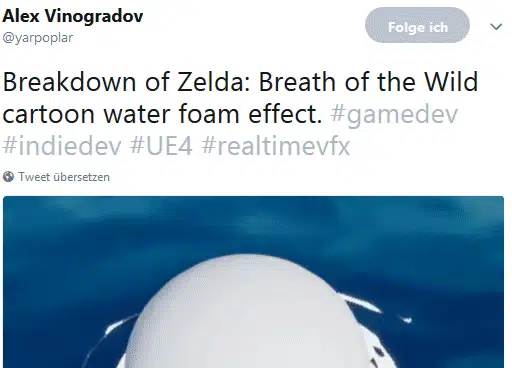 Alex Vinogradov
Folge ich
@yarpoplar
Breakdown of Zelda: Breath of the Wild
cartoon water foam effect. #gamedev
#indiedev #UE4 #realtimevfx
Tweet übersetzen